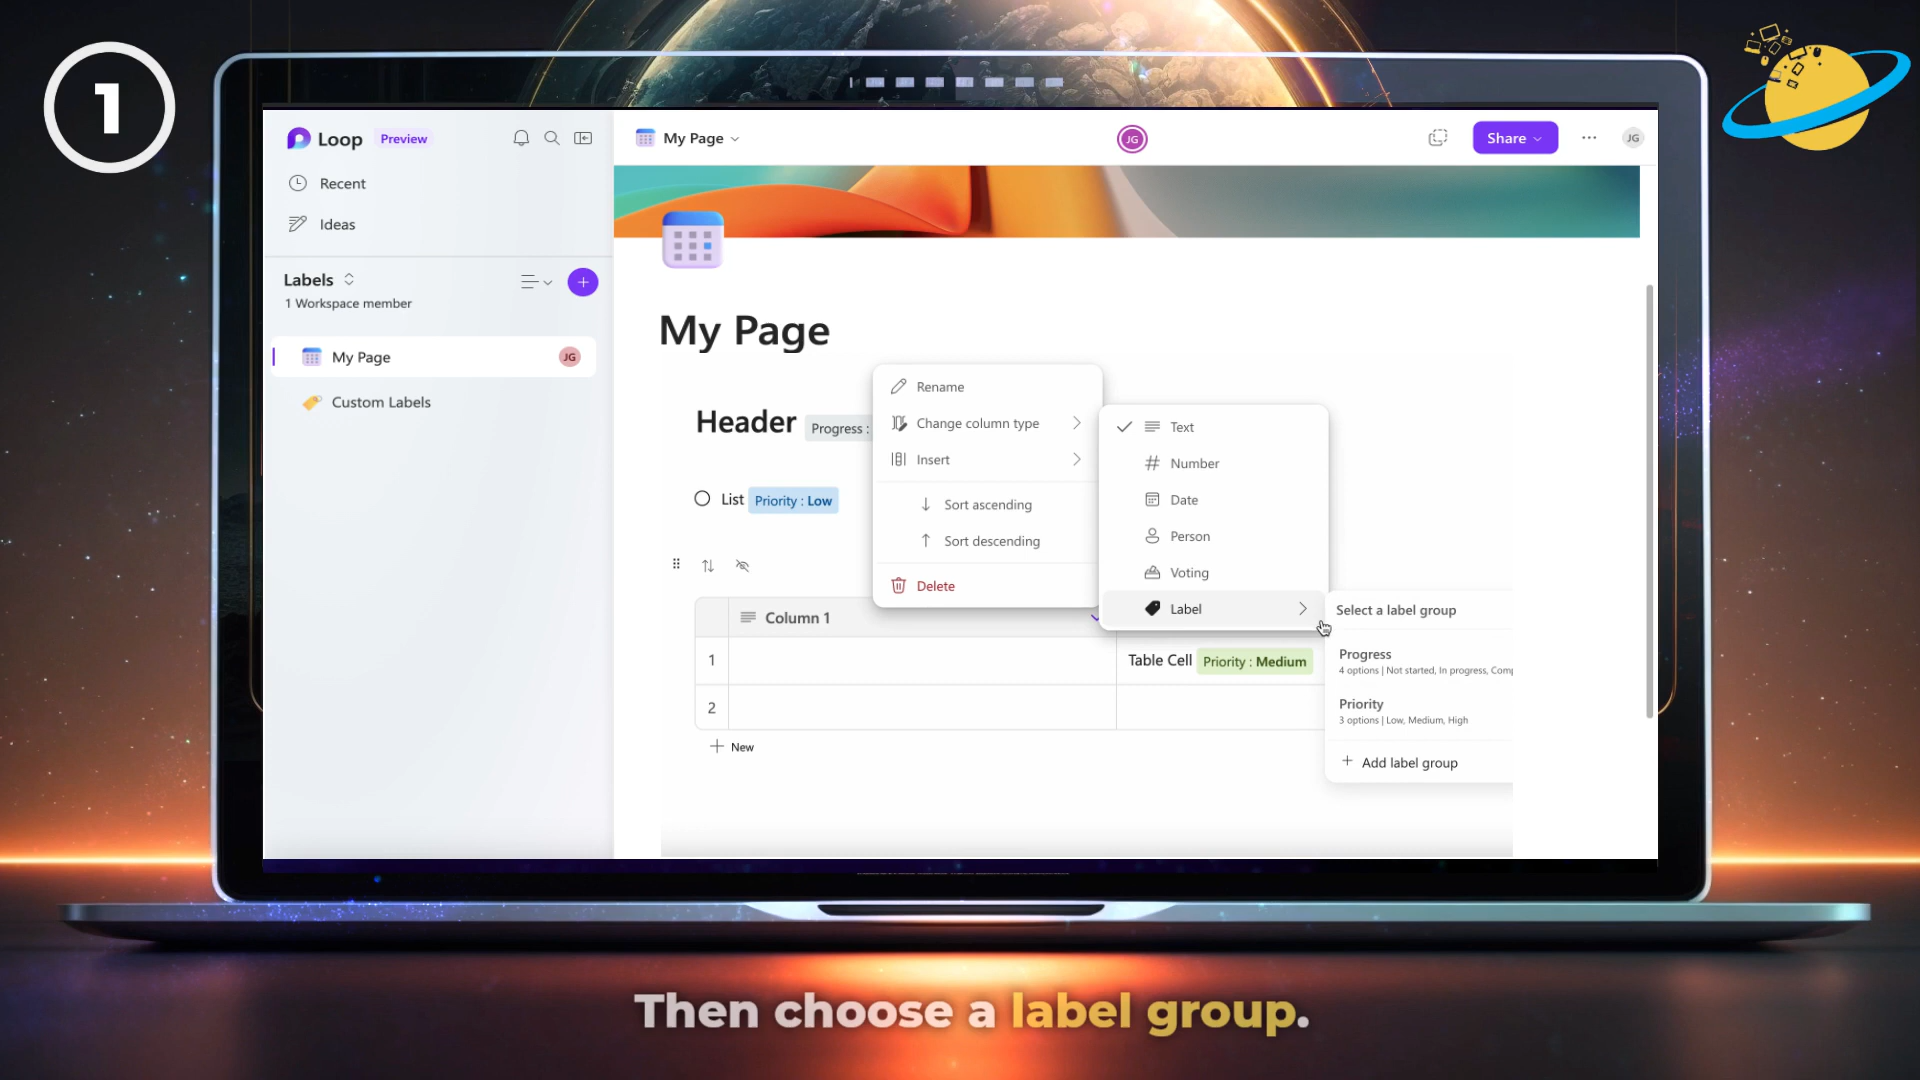 1
Loop Preview
Recent
Ideas
Labels
1 Workspace member
My Page JG
Custom Labels
My Page
JG
Share
JG
My Page
Header Progress :
List Priority : Low
Rename
Change column type
Insert
Sort ascending
Sort descending
Delete
Text
Number
Date
Person
Voting
Label
Select a label group
Progress
4 options | Not started, In progress, Comp
Priority
3 options | Low, Medium, High
+ Add label group
Column 1
1 Table Cell Priority : Medium
2
+ New
Then choose a label group.